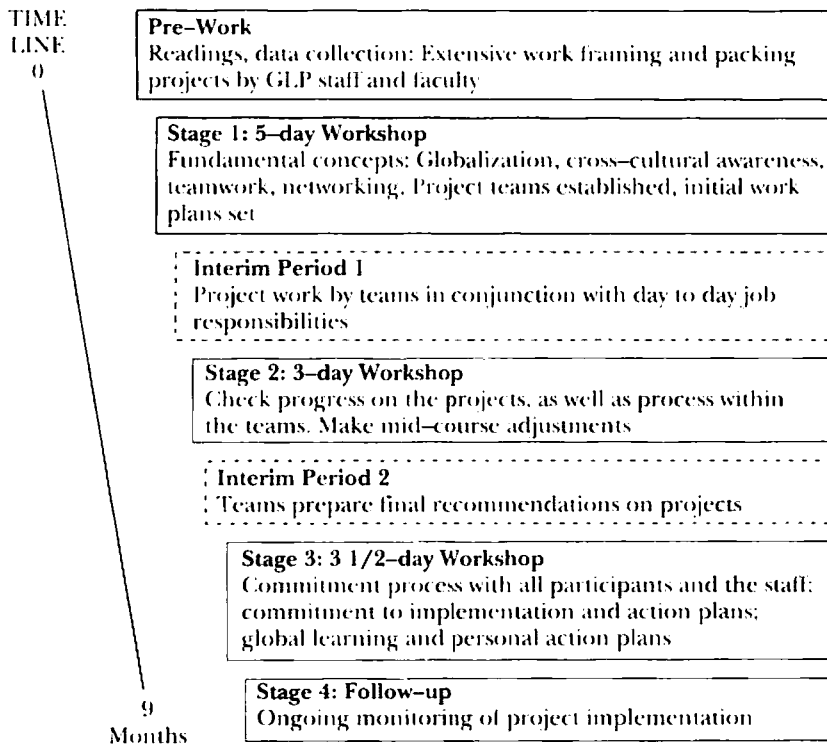 TIME
LINE
0
Pre–Work
Readings, data collection: Extensive work framing and packing
projects by GLP staff and faculty
Stage 1: 5–day Workshop
Fundamental concepts: Globalization, cross–cultural awareness,
teamwork, networking. Project teams established, initial work
plans set
Interim Period 1
Project work by teams in conjunction with day to day job
responsibilities
Stage 2: 3–day Workshop
Check progress on the projects, as well as process within
the teams. Make mid–course adjustments
Interim Period 2
Teams prepare final recommendations on projects
Stage 3: 3 1/2–day Workshop
Commitment process with all participants and the staff;
commitment to implementation and action plans;
global learning and personal action plans
Stage 4: Follow–up
Ongoing monitoring of project implementation
9
Months